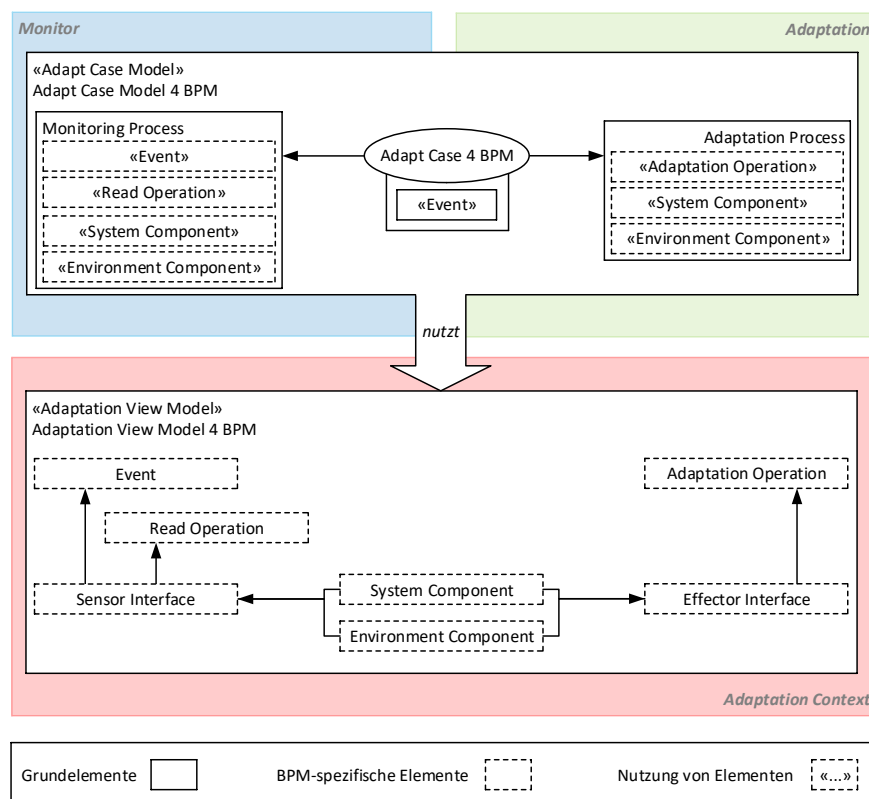 Monitor
Adaptation
«Adapt Case Model»
Adapt Case Model 4 BPM
Monitoring Process
«Event»
«Read Operation»
«System Component»
«Environment Component»
Adapt Case 4 BPM
«Event»
Adaptation Process
«Adaptation Operation»
«System Component»
«Environment Component»
nutzt
«Adaptation View Model»
Adaptation View Model 4 BPM
Event
Adaptation Operation
Read Operation
Sensor Interface
System Component
Environment Component
Effector Interface
Adaptation Context
Grundelemente
BPM-spezifische Elemente
Nutzung von Elementen
«...»